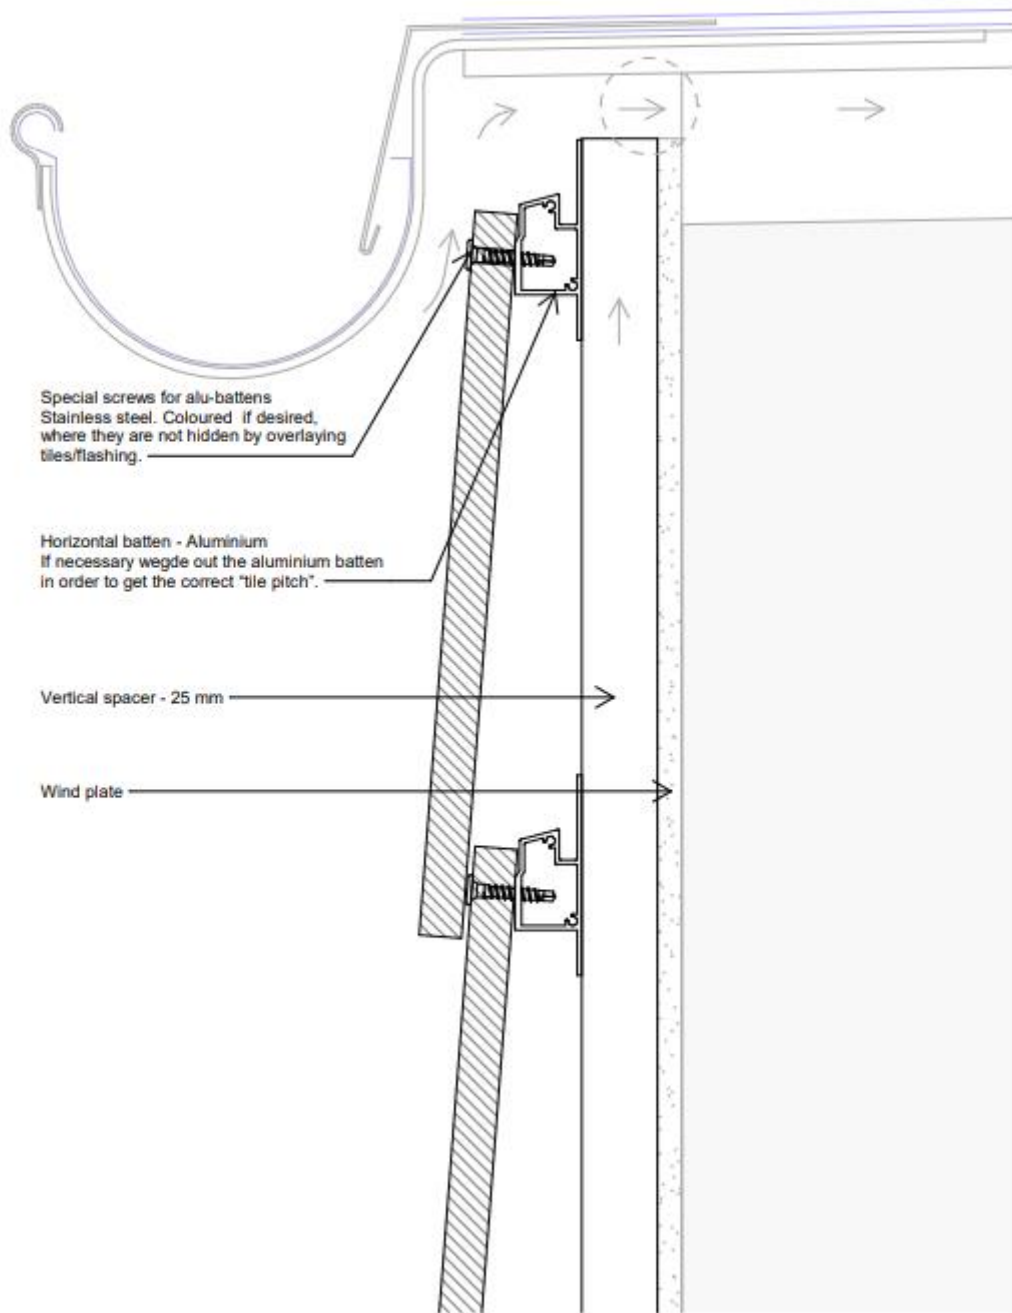 Special screws for alu-battens
Stainless steel. Coloured if desired,
where they are not hidden by overlaying
tiles/flashing.
Horizontal batten - Aluminium
If necessary wegde out the aluminium batten
in order to get the correct "tile pitch".
Vertical spacer - 25 mm
Wind plate